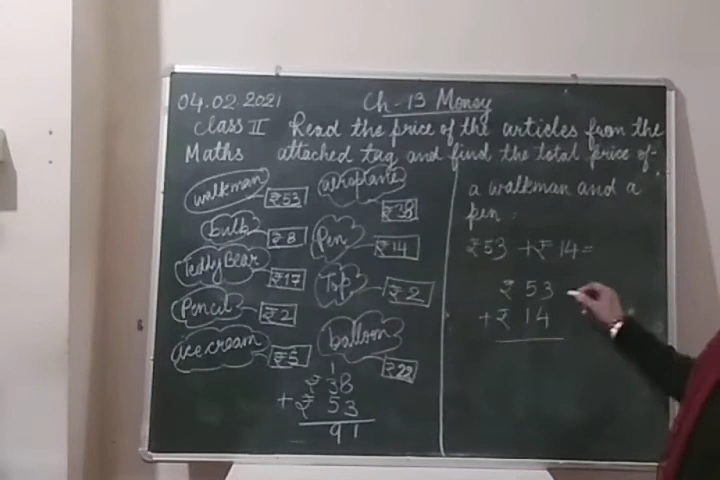 04.02.2021 Ch-13 Money
Class II Read the price of the articles from the
Maths attached tag and find the total price of
walkman ₹53
aeroplane ₹38
bulb ₹8
Pen ₹14
Teddy Bear ₹17
Top ₹2
Pencil ₹2
balloon ₹22
ice cream ₹5
1
₹ 38
+ ₹ 53
91
a walkman and a
pen.
₹53 + ₹14 =
₹ 53
+ ₹ 14